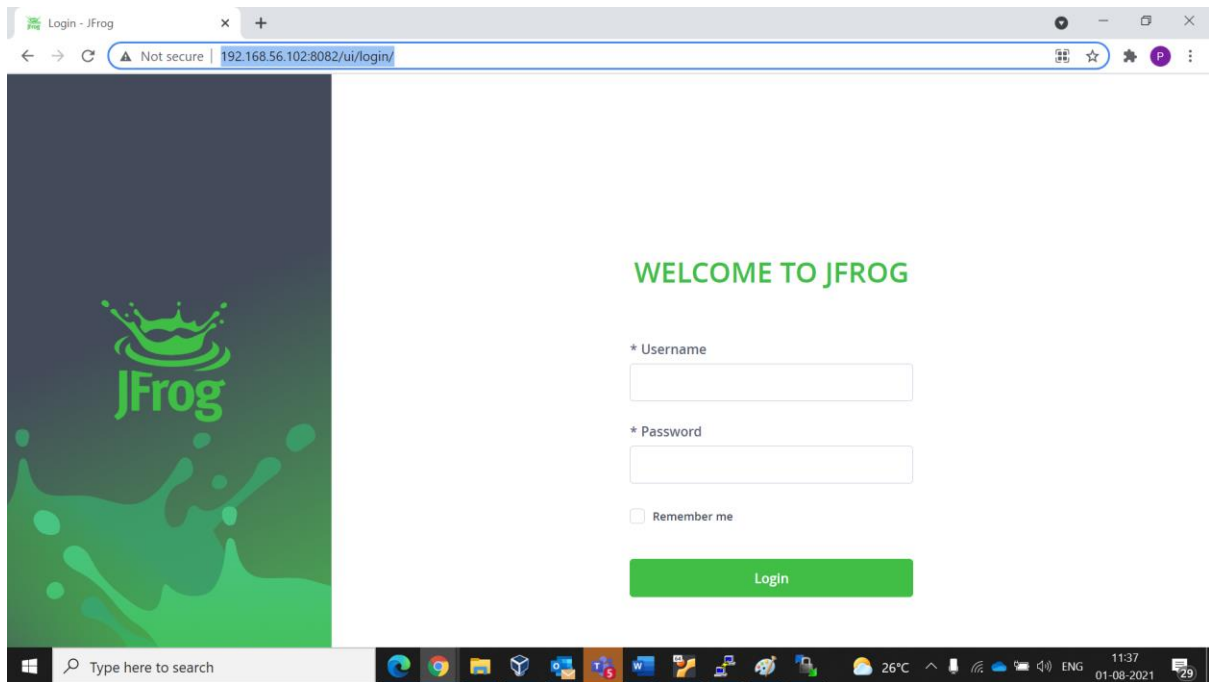 Login - JFrog
Not secure | 192.168.56.102:8082/ui/login/
P
JFrog
WELCOME TO JFROG
* Username
* Password
Remember me
Login
Type here to search
26°C
ENG
11:37
01-08-2021
29